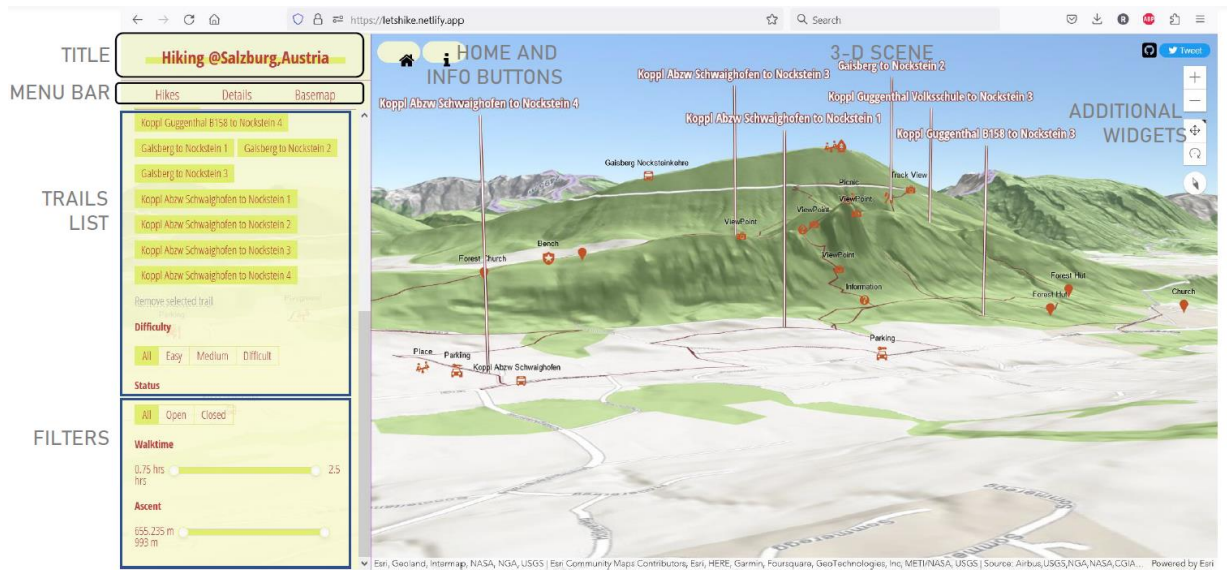 https://letshike.netlify.app
Search
TITLE
Hiking @Salzburg,Austria
MENU BAR
Hikes Details Basemap
TRAILS
LIST
Koppl Guggenthal B158 to Nockstein 4
Gaisberg to Nockstein 1 Gaisberg to Nockstein 2
Gaisberg to Nockstein 3
Koppl Abzw Schwaighofen to Nockstein 1
Koppl Abzw Schwaighofen to Nockstein 2
Koppl Abzw Schwaighofen to Nockstein 3
Koppl Abzw Schwaighofen to Nockstein 4
Remove selected trail
Difficulty
All Easy Medium Difficult
Status
FILTERS
All Open Closed
Walktime
0.75 hrs 2.5
hrs
Ascent
655,235 m
993 m
HOME AND
INFO BUTTONS
3-D SCENE
Tweet
ADDITIONAL
WIDGETS
Gaisberg to Nockstein 2
Koppl Abzw Schwaighofen to Nockstein 3
Koppl Abzw Schwaighofen to Nockstein 4
Koppl Guggenthal Volksschule to Nockstein 3
Koppl Abzw Schwaighofen to Nockstein 1
Koppl Guggenthal B158 to Nockstein 3
Gaisberg Nocksteinkehre
Picnic
Track View
ViewPoint
ViewPoint
ViewPoint
Bench
Forest Church
ViewPoint
Information
Forest Hut
Forest Hut
Church
Parking
Place
Parking
Koppl Abzw Schwaighofen
Esri, Geoland, Intermap, NASA, NGA, USGS | Esri Community Maps Contributors, Esri, HERE, Garmin, Foursquare, GeoTechnologies, Inc, METI/NASA, USGS | Source: Airbus,USGS,NGA,NASA,CGIA... Powered by Esri